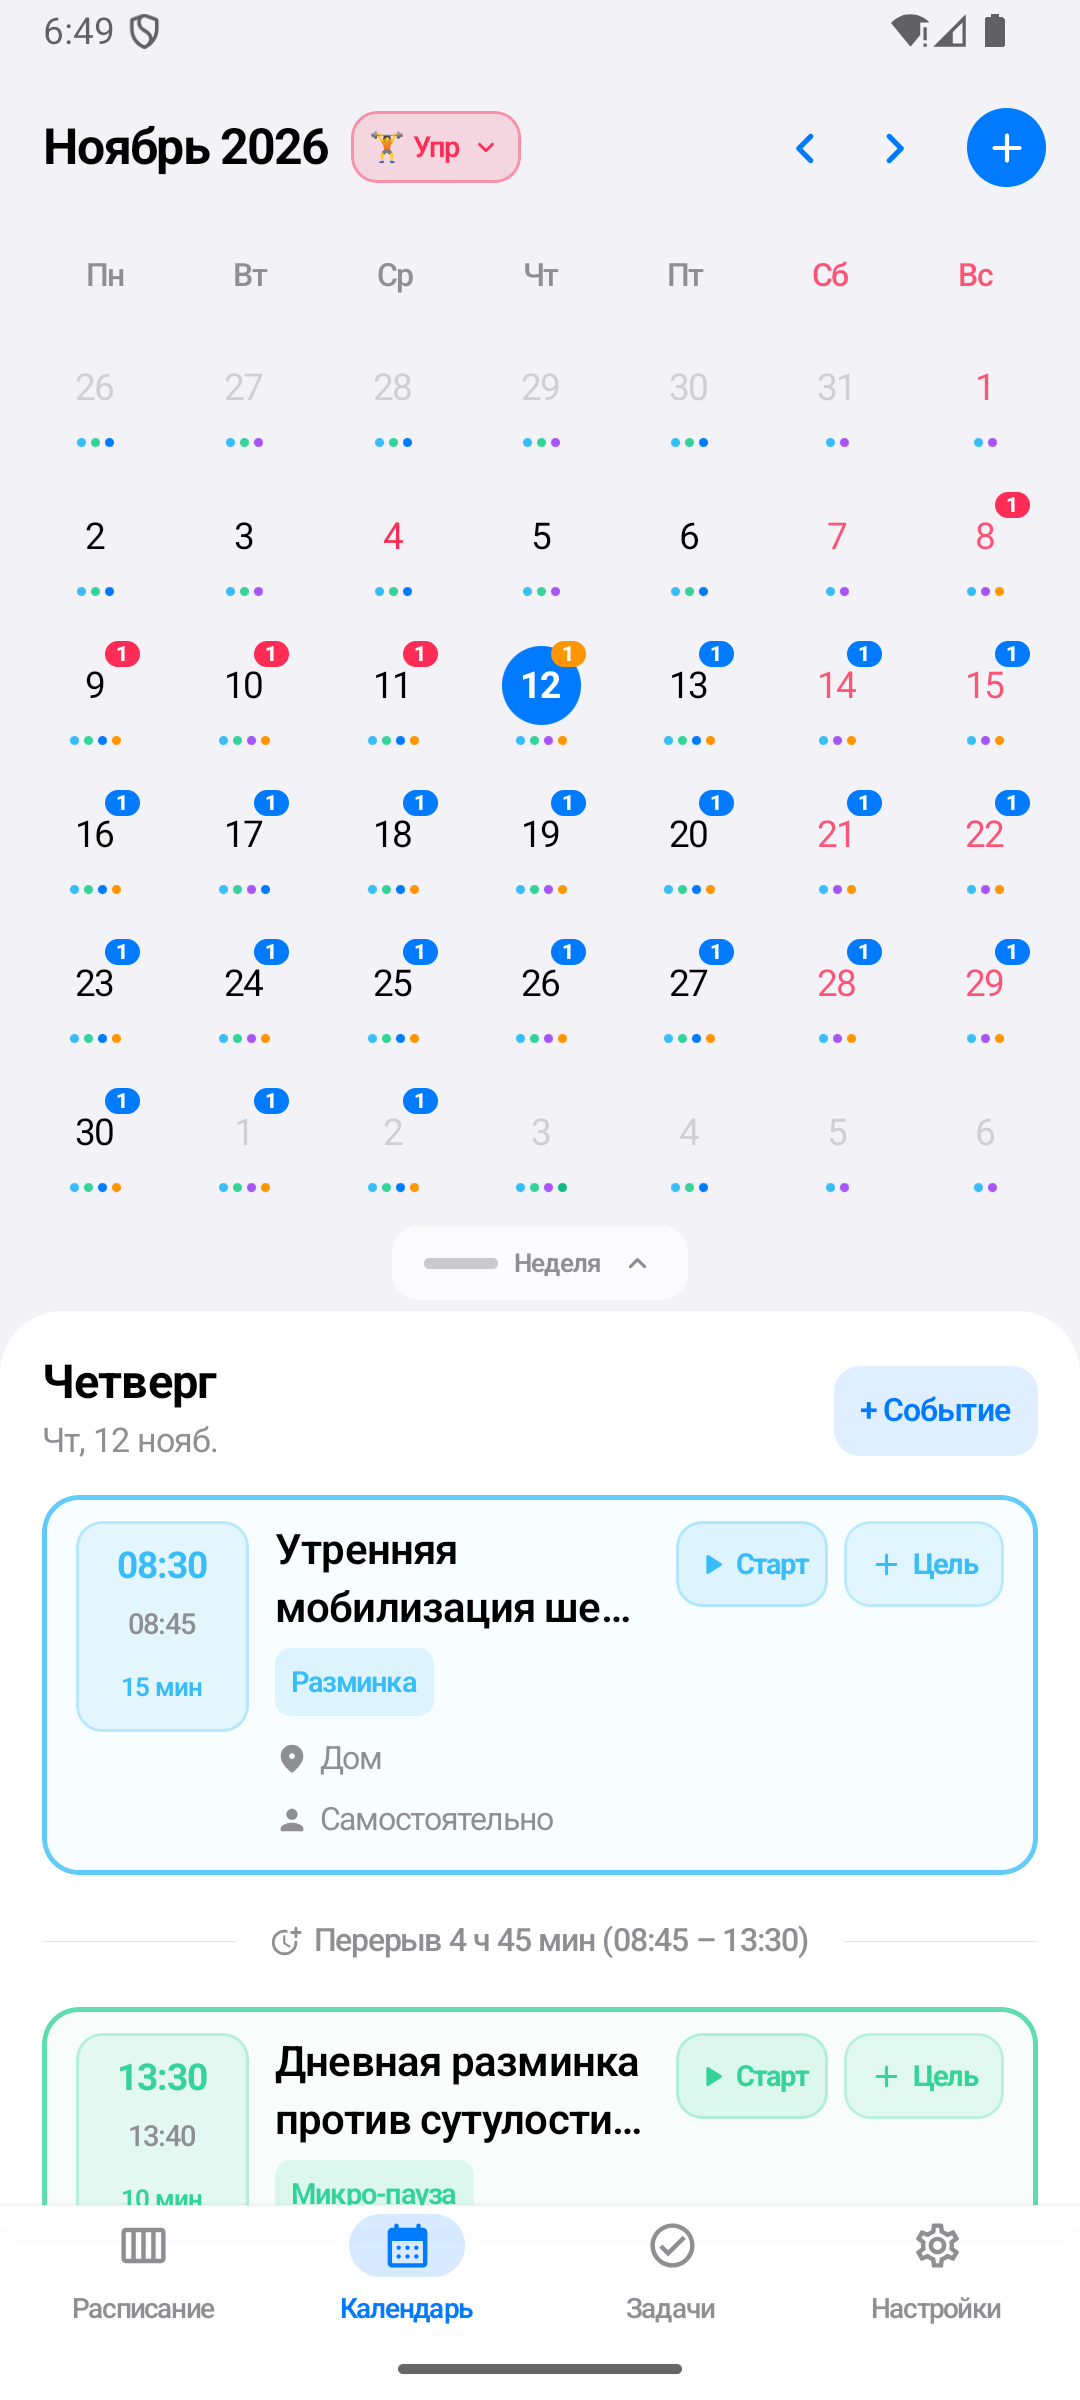 6:49
Ноябрь 2026 Упр
Пн Вт Ср Чт Пт Сб Вс
26 27 28 29 30 31 1
1
2 3 4 5 6 7 8
1 1 1 1 1 1 1
9 10 11 12 13 14 15
1 1 1 1 1 1 1
16 17 18 19 20 21 22
1 1 1 1 1 1 1
23 24 25 26 27 28 29
1 1 1
30 1 2 3 4 5 6
Неделя
Четверг
Чт, 12 нояб.
+ Событие
08:30
08:45
15 мин
Утренняя
мобилизация ше...
Старт
Цель
Разминка
Дом
Самостоятельно
Перерыв 4 ч 45 мин (08:45 – 13:30)
13:30
13:40
10 мин
Дневная разминка
против сутулости...
Старт
Цель
Микро-пауза
Расписание Календарь Задачи Настройки